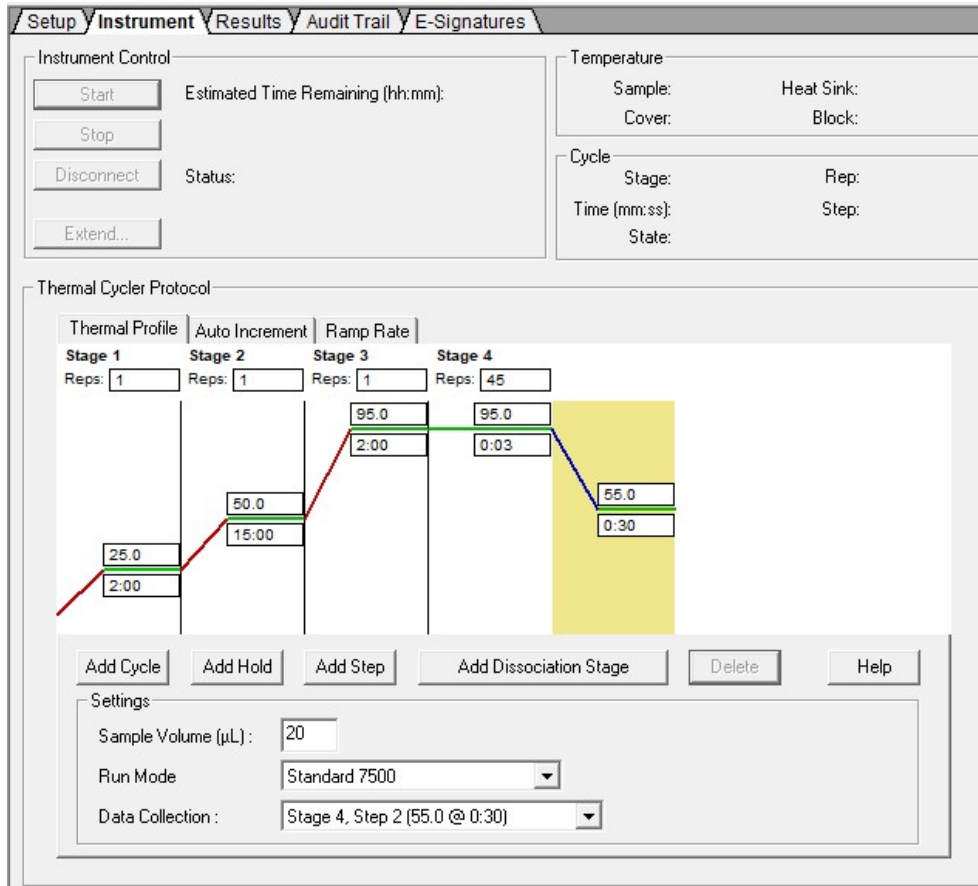 Setup Instrument Results Audit Trail E-Signatures
Instrument Control
Start Estimated Time Remaining (hh:mm):
Stop
Disconnect Status:
Extend...
Temperature
Sample: Heat Sink:
Cover: Block:
Cycle
Stage: Rep:
Time (mm:ss): Step:
State:
Thermal Cycler Protocol
Thermal Profile Auto Increment Ramp Rate
Stage 1 Stage 2 Stage 3 Stage 4
Reps: 1 Reps: 1 Reps: 1 Reps: 45
95.0 95.0
2:00 0:03
50.0 55.0
15:00 0:30
25.0
2:00
Add Cycle Add Hold Add Step Add Dissociation Stage Delete Help
Settings
Sample Volume (µL) : 20
Run Mode Standard 7500
Data Collection : Stage 4, Step 2 (55.0 @ 0:30)